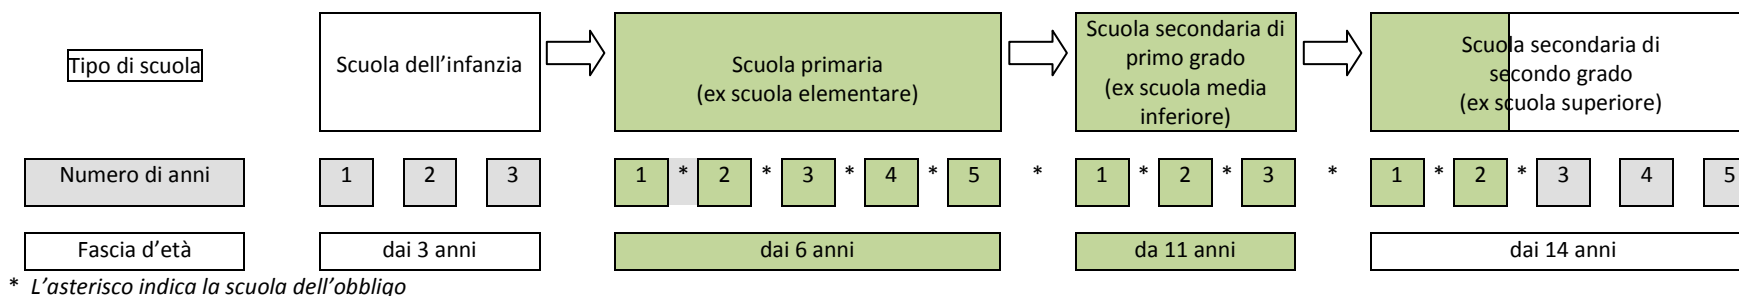 Tipo di scuola
Scuola dell'infanzia
Scuola primaria
(ex scuola elementare)
Scuola secondaria di
primo grado
(ex scuola media
inferiore)
Scuola secondaria di
secondo grado
(ex scuola superiore)
Numero di anni 1 2 3 1 * 2 * 3 * 4 * 5 * 1 * 2 * 3 * 1 * 2 * 3 4 5
Fascia d'età dai 3 anni dai 6 anni da 11 anni dai 14 anni
* L'asterisco indica la scuola dell'obbligo